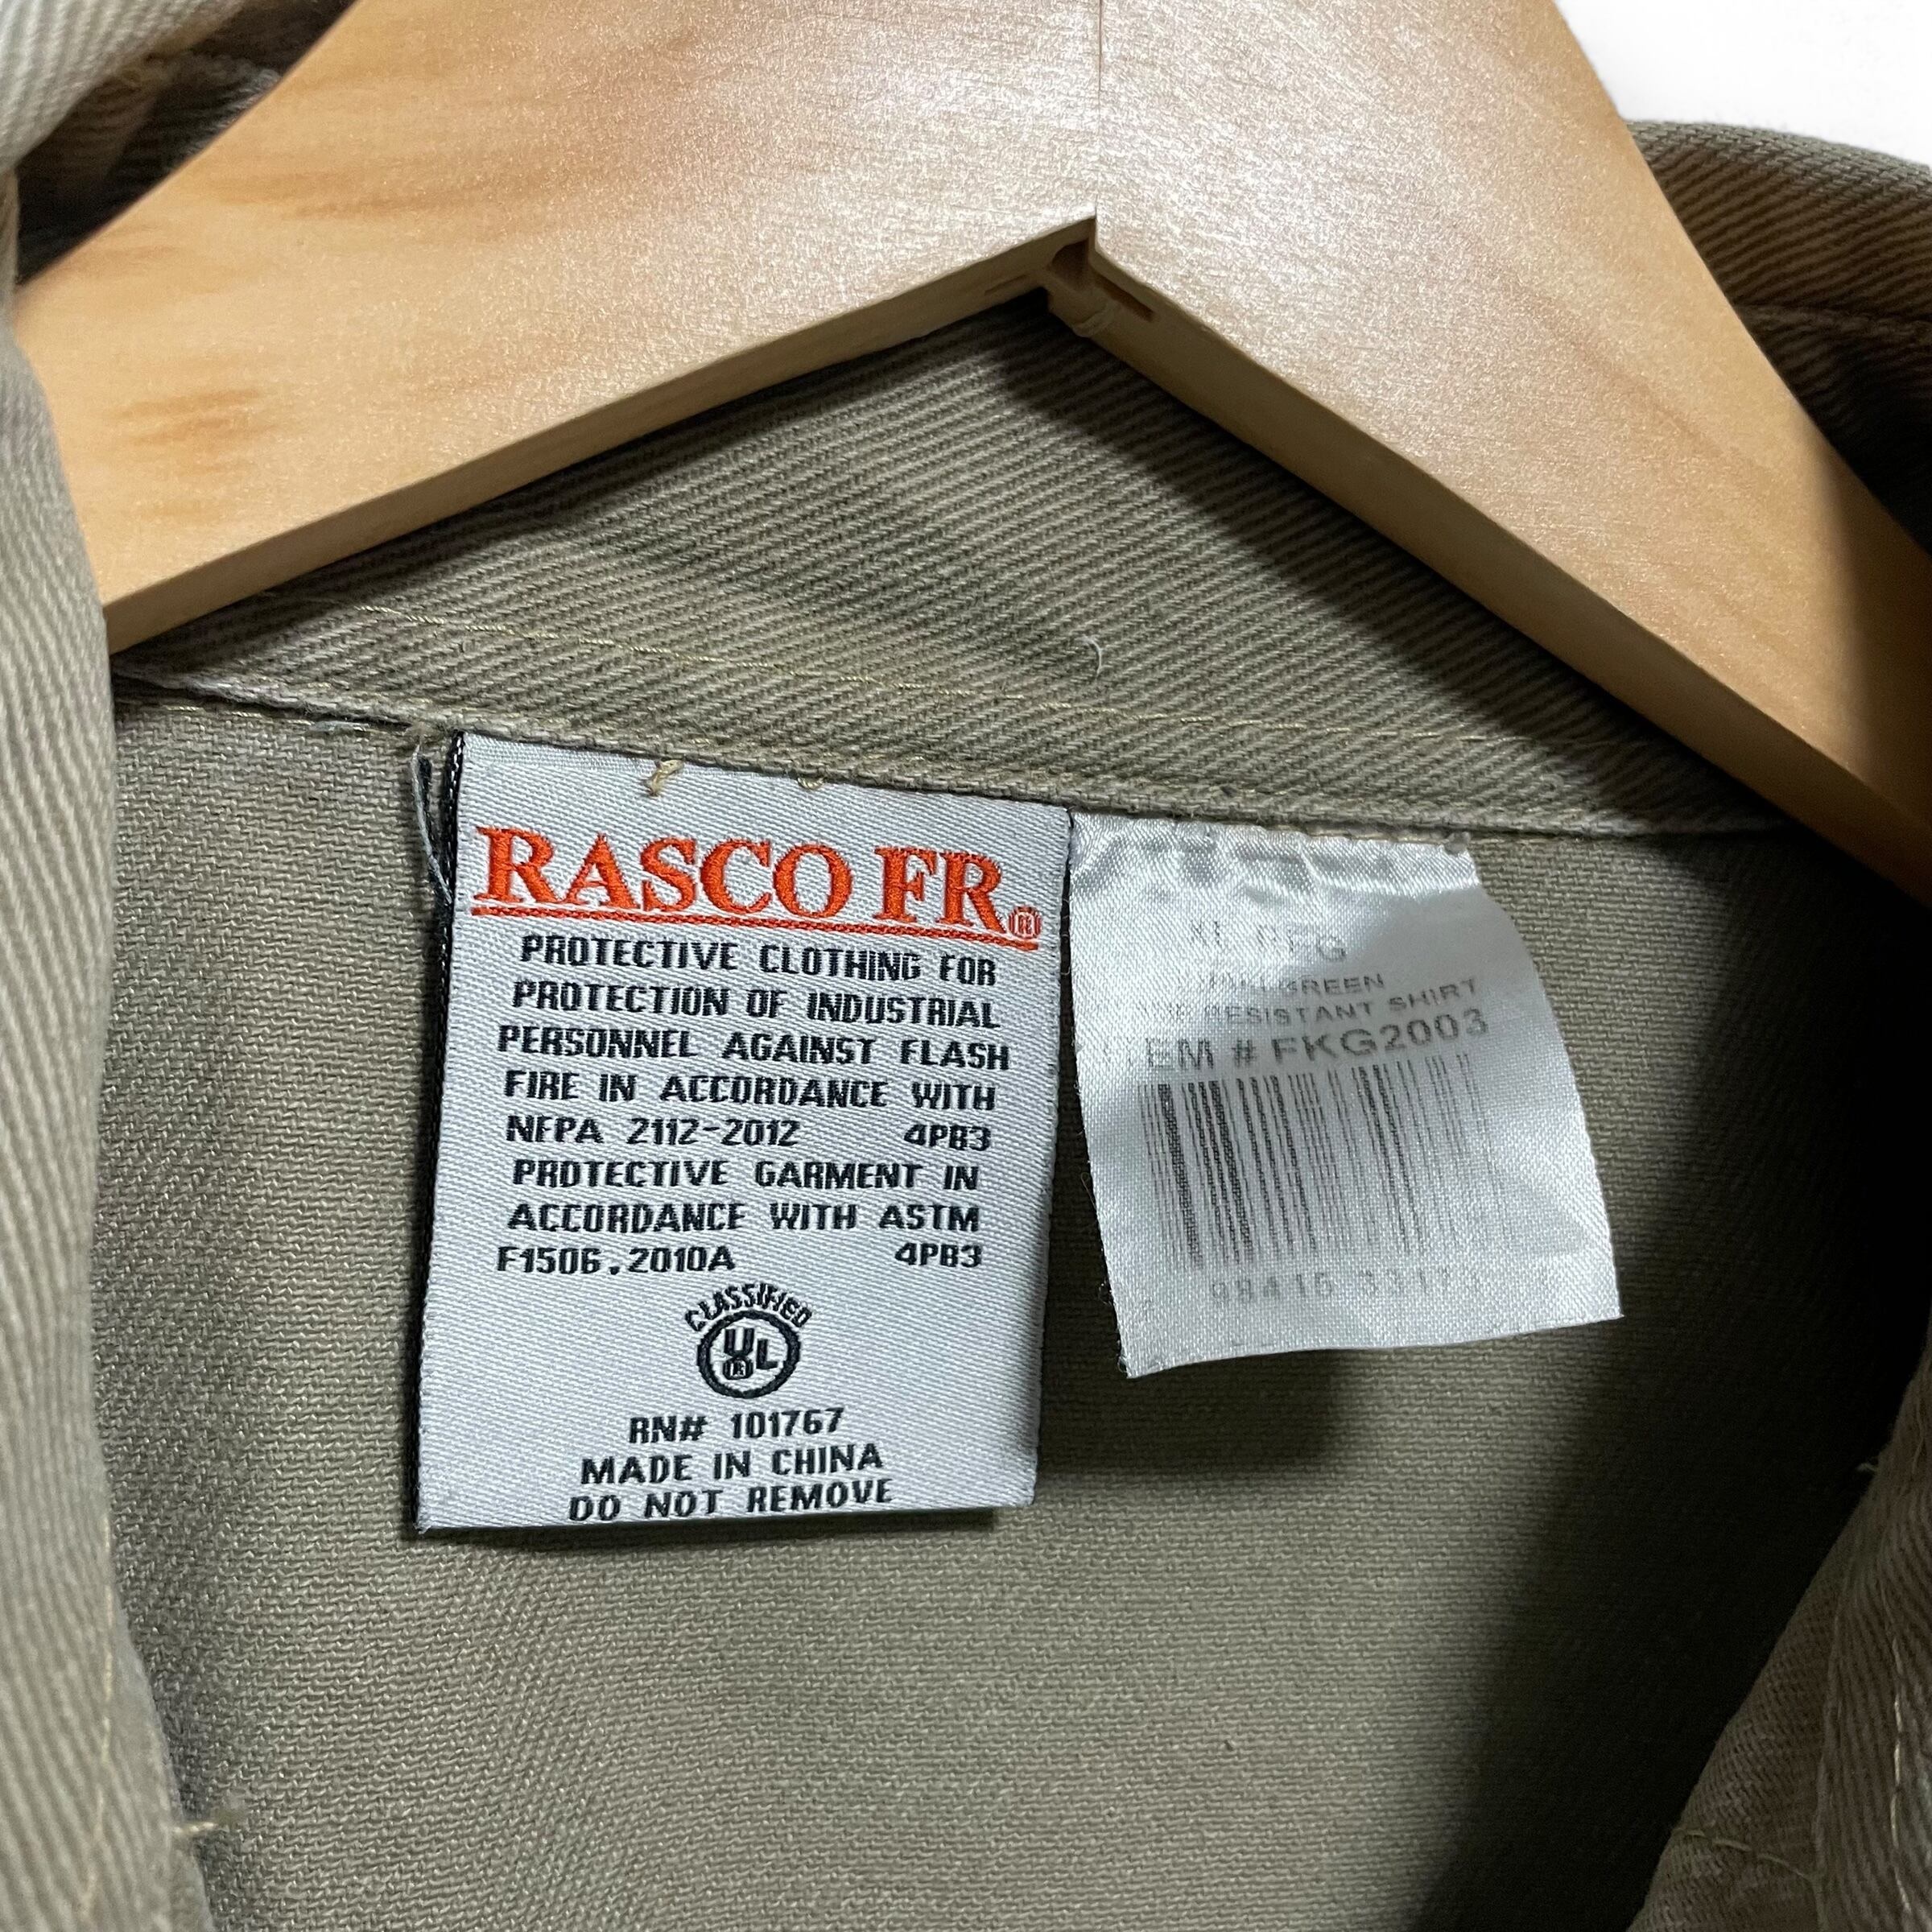 RASCO FR®
PROTECTIVE CLOTHING FOR
PROTECTION OF INDUSTRIAL
PERSONNEL AGAINST FLASH
FIRE IN ACCORDANCE WITH
NFPA 2112-2012 4PB3
PROTECTIVE GARMENT IN
ACCORDANCE WITH ASTM
F1506.2010A 4PB3
CLASSIFIED
UL®
RN# 101767
MADE IN CHINA
DO NOT REMOVE
GREEN
RESISTANT SHIRT
# FKG2003